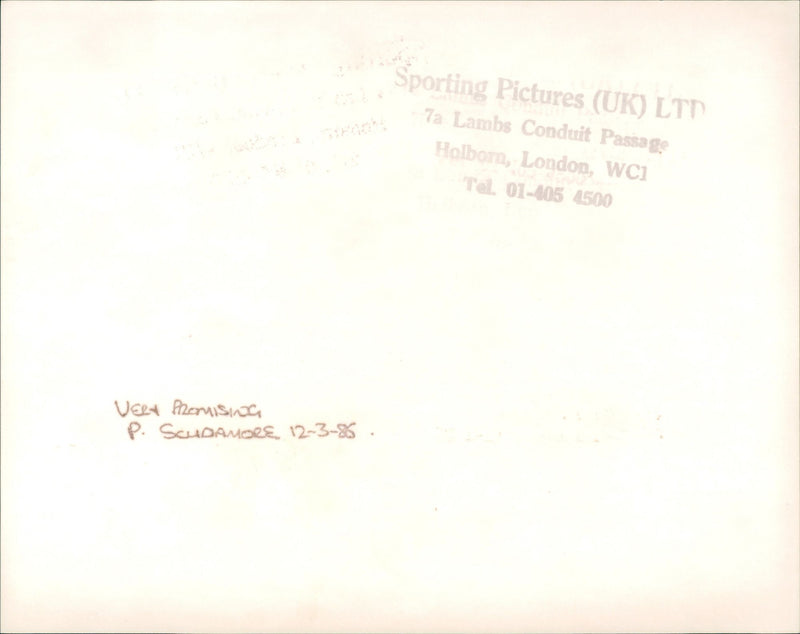 Sporting Pictures (UK) LTD
7a Lambs Conduit Passage
Holborn, London, WC1
Tel. 01-405 4500
VERY PROMISING
P. SCUDAMORE 12-3-86.